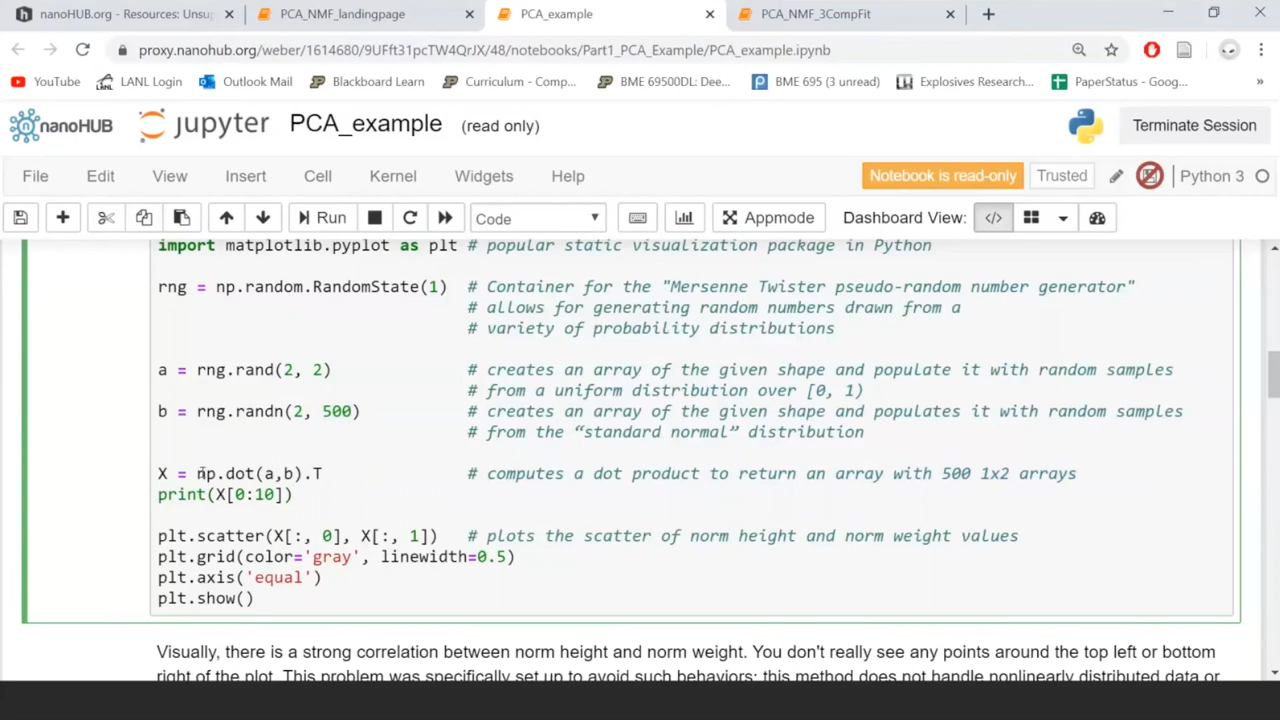 nanoHUB.org - Resources: Unsu
PCA_NMF_landingpage
PCA_example
PCA_NMF_3CompFit
proxy.nanohub.org/weber/1614680/9UFft31pcTW4QrJX/48/notebooks/Part1_PCA_Example/PCA_example.ipynb
YouTube LANL Login Outlook Mail Blackboard Learn Curriculum - Comp... BME 69500DL: Dee... BME 695 (3 unread) Explosives Research... PaperStatus - Goog... »
nanoHUB jupyter PCA_example (read only) Terminate Session
File Edit View Insert Cell Kernel Widgets Help Notebook is read-only Trusted Python 3
Run Code Appmode Dashboard View:
import matplotlib.pyplot as plt # popular static visualization package in Python
rng = np.random.RandomState(1) # Container for the "Mersenne Twister pseudo-random number generator"
# allows for generating random numbers drawn from a
# variety of probability distributions
a = rng.rand(2, 2) # creates an array of the given shape and populate it with random samples
# from a uniform distribution over [0, 1)
b = rng.randn(2, 500) # creates an array of the given shape and populates it with random samples
# from the “standard normal” distribution
X = np.dot(a,b).T # computes a dot product to return an array with 500 1x2 arrays
print(X[0:10])
plt.scatter(X[:, 0], X[:, 1]) # plots the scatter of norm height and norm weight values
plt.grid(color='gray', linewidth=0.5)
plt.axis('equal')
plt.show()
Visually, there is a strong correlation between norm height and norm weight. You don't really see any points around the top left or bottom
right of the plot. This problem was specifically set up to avoid such behaviors; this method does not handle nonlinearly distributed data or